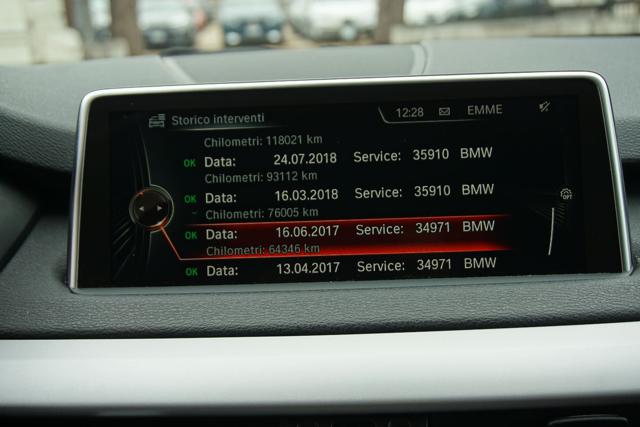 Storico interventi
12:28 EMME
Chilometri: 118021 km
OK Data: 24.07.2018 Service: 35910 BMW
Chilometri: 93112 km
OK Data: 16.03.2018 Service: 35910 BMW
Chilometri: 76005 km
OK Data: 16.06.2017 Service: 34971 BMW
Chilometri: 64346 km
OK Data: 13.04.2017 Service: 34971 BMW